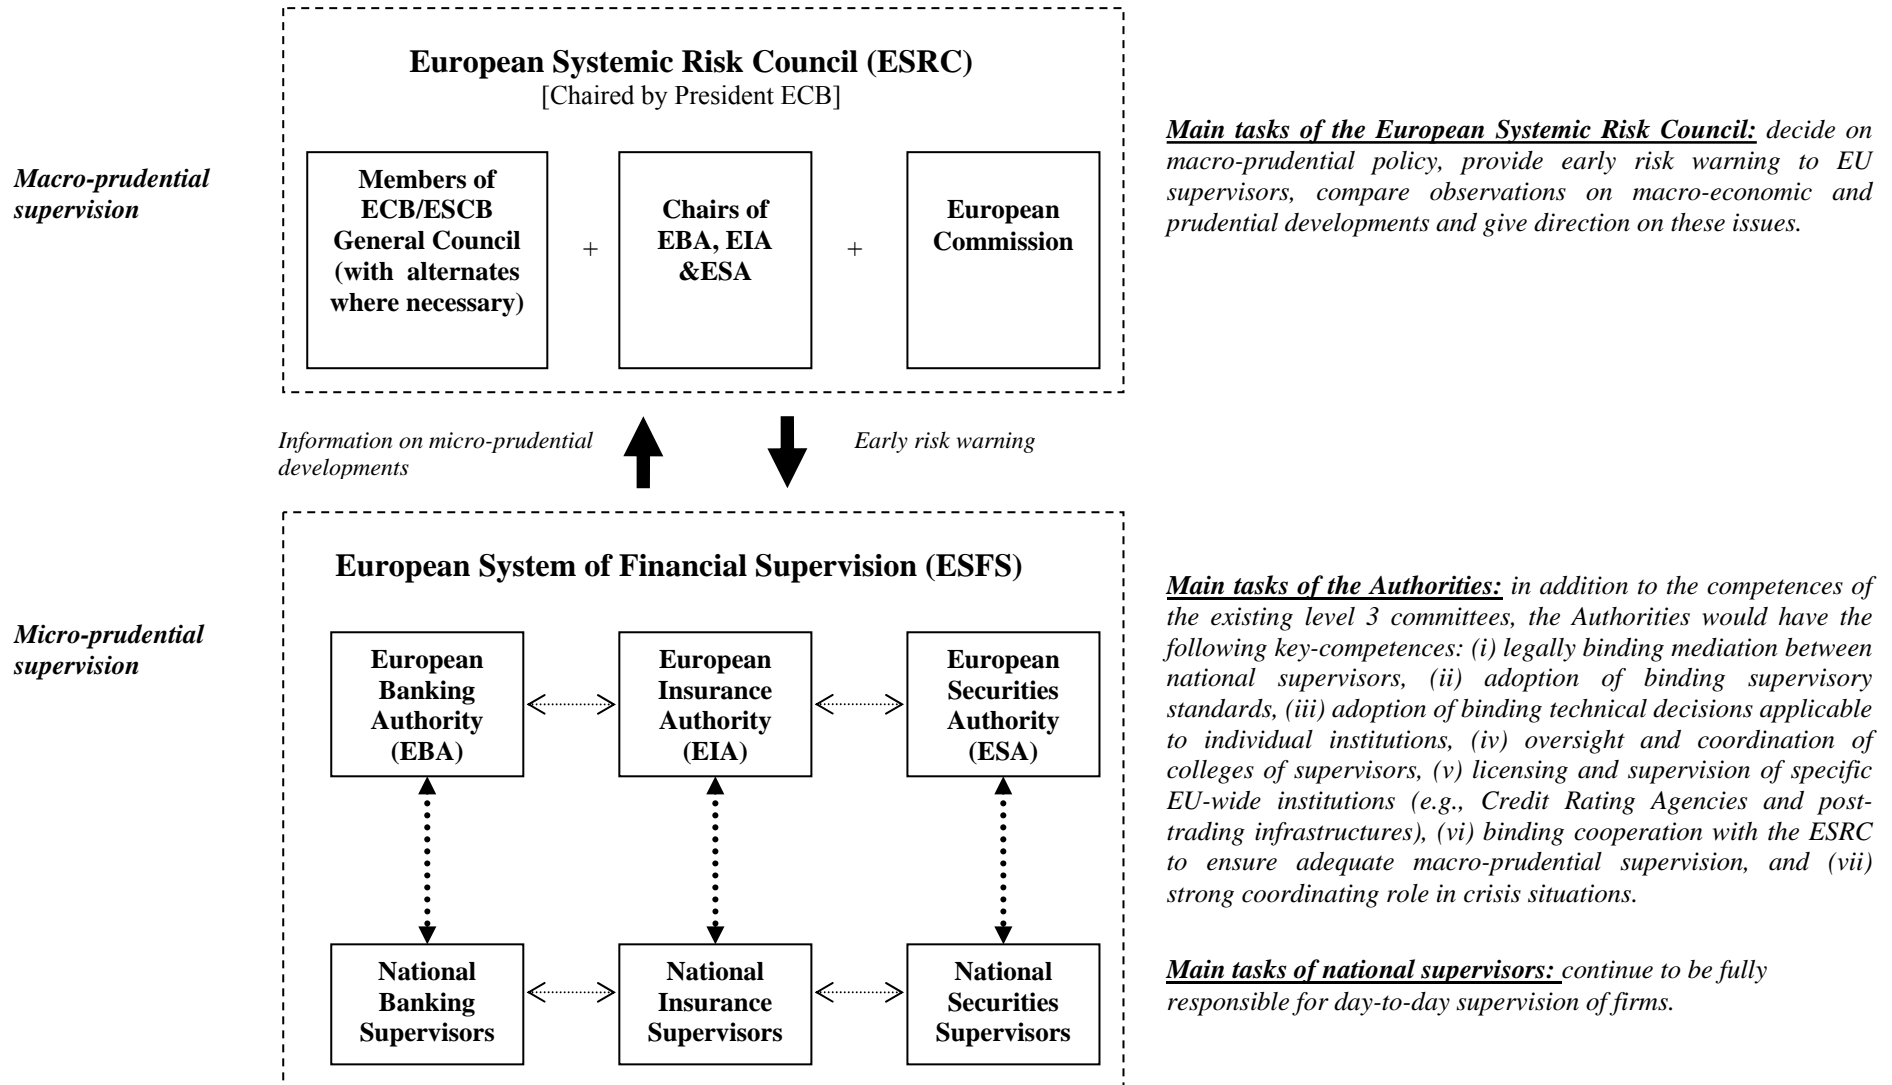 European Systemic Risk Council (ESRC)
[Chaired by President ECB]
Macro-prudential
supervision
Members of
ECB/ESCB
General Council
(with alternates
where necessary)
+
Chairs of
EBA, EIA
&ESA
+
European
Commission
Main tasks of the European Systemic Risk Council: decide on
macro-prudential policy, provide early risk warning to EU
supervisors, compare observations on macro-economic and
prudential developments and give direction on these issues.
Information on micro-prudential
developments
Early risk warning
European System of Financial Supervision (ESFS)
Micro-prudential
supervision
European
Banking
Authority
(EBA)
European
Insurance
Authority
(EIA)
European
Securities
Authority
(ESA)
Main tasks of the Authorities: in addition to the competences of
the existing level 3 committees, the Authorities would have the
following key-competences: (i) legally binding mediation between
national supervisors, (ii) adoption of binding supervisory
standards, (iii) adoption of binding technical decisions applicable
to individual institutions, (iv) oversight and coordination of
colleges of supervisors, (v) licensing and supervision of specific
EU-wide institutions (e.g., Credit Rating Agencies and post-
trading infrastructures), (vi) binding cooperation with the ESRC
to ensure adequate macro-prudential supervision, and (vii)
strong coordinating role in crisis situations.
National
Banking
Supervisors
National
Insurance
Supervisors
National
Securities
Supervisors
Main tasks of national supervisors: continue to be fully
responsible for day-to-day supervision of firms.